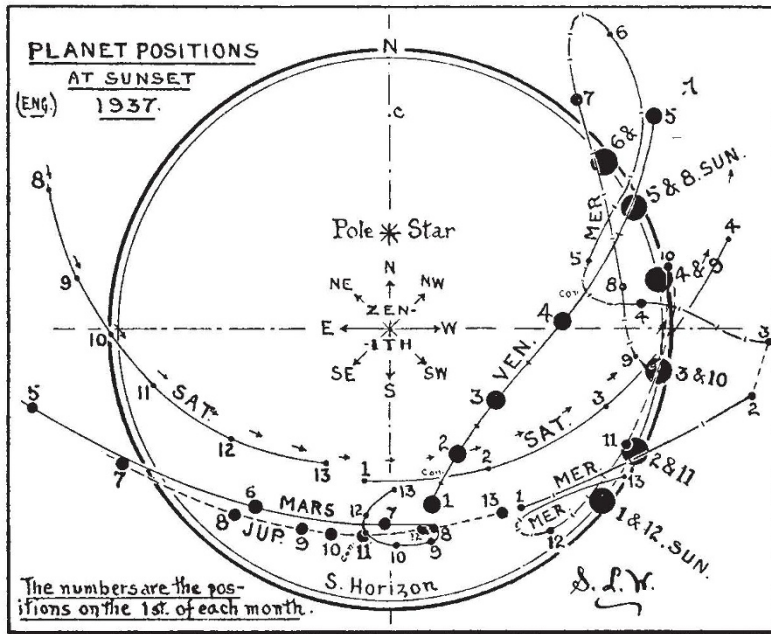 PLANET POSITIONS
AT SUNSET
(ENG.) 1937.
N
C
Pole Star
N
NE NW
ZEN-
E W
-ITH
SE SW
S
8
9
10
11
SAT.
12
13
1
2
SAT.
3
4
5
6
MARS
7
8
7
8
JUP.
9
10
11
12
13
1
2
3
VEN.
4
5
1
MER.
2
3
4
5
MER.
6
7
8
9
10
11
MER.
12
13
9
10
12
13
6 &
5 & 8. SUN.
4 & 9
3 & 10
2 & 11
1 & 12. SUN.
S. Horizon
The numbers are the pos-
itions on the 1st. of each month.
S. L. W.